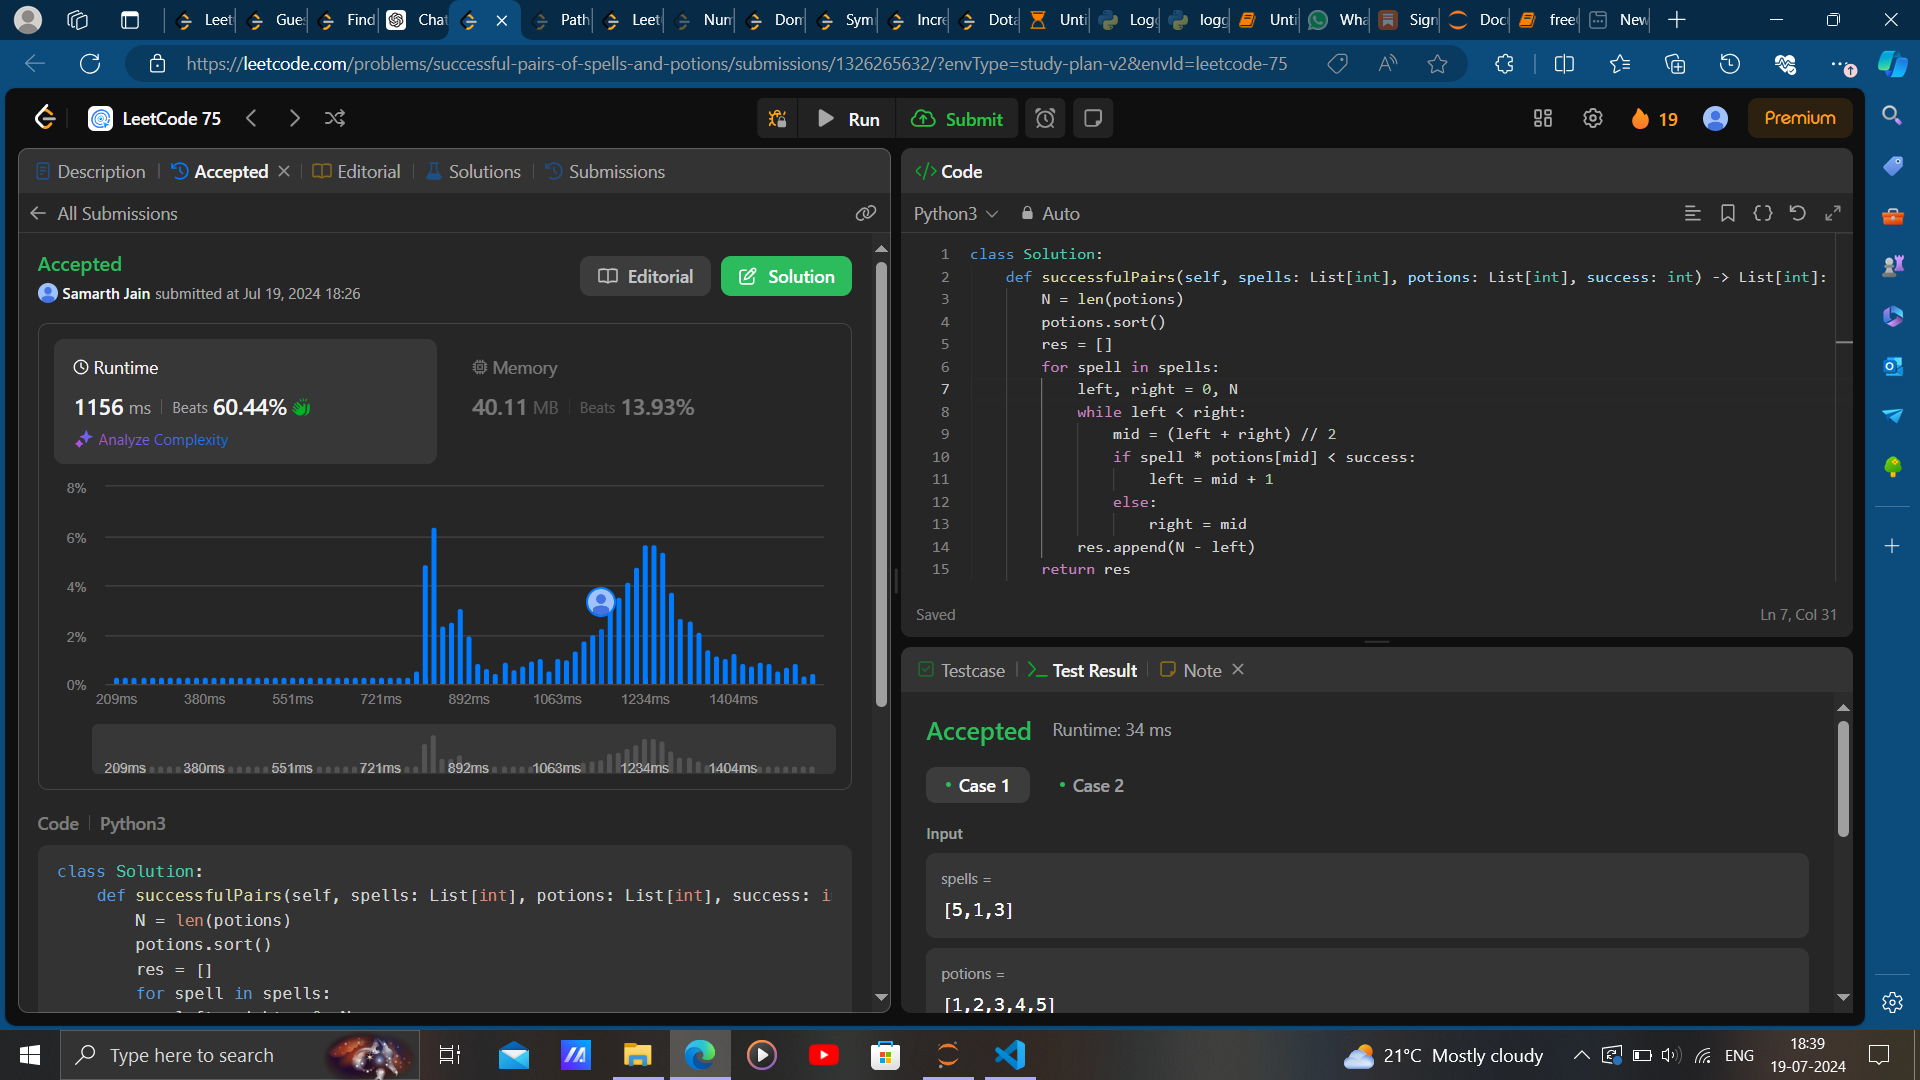 Leet
Gues
Find
Chat
Path
Leet
Num
Dom
Sym
Incre
Dota
Unti
Logg
logg
Unti
Wha
Sign
Doc
free
New
https://leetcode.com/problems/successful-pairs-of-spells-and-potions/submissions/1326265632/?envType=study-plan-v2&envId=leetcode-75
LeetCode 75
Run
Submit
19
Premium
Description
Accepted
Editorial
Solutions
Submissions
All Submissions
Accepted
Samarth Jain submitted at Jul 19, 2024 18:26
Editorial
Solution
Runtime
1156 ms
Beats 60.44%
Analyze Complexity
Memory
40.11 MB
Beats 13.93%
8%
6%
4%
2%
0%
209ms 380ms 551ms 721ms 892ms 1063ms 1234ms 1404ms
209ms 380ms 551ms 721ms 892ms 1063ms 1234ms 1404ms
Code
Python3
class Solution:
def successfulPairs(self, spells: List[int], potions: List[int], success: i
N = len(potions)
potions.sort()
res = []
for spell in spells:
</> Code
Python3
Auto
1 class Solution:
2 def successfulPairs(self, spells: List[int], potions: List[int], success: int) -> List[int]:
3 N = len(potions)
4 potions.sort()
5 res = []
6 for spell in spells:
7 left, right = 0, N
8 while left < right:
9 mid = (left + right) // 2
10 if spell * potions[mid] < success:
11 left = mid + 1
12 else:
13 right = mid
14 res.append(N - left)
15 return res
Saved
Ln 7, Col 31
Testcase
Test Result
Note
Accepted
Runtime: 34 ms
Case 1
Case 2
Input
spells =
[5,1,3]
potions =
[1,2,3,4,5]
Type here to search
21°C Mostly cloudy
ENG
18:39
19-07-2024